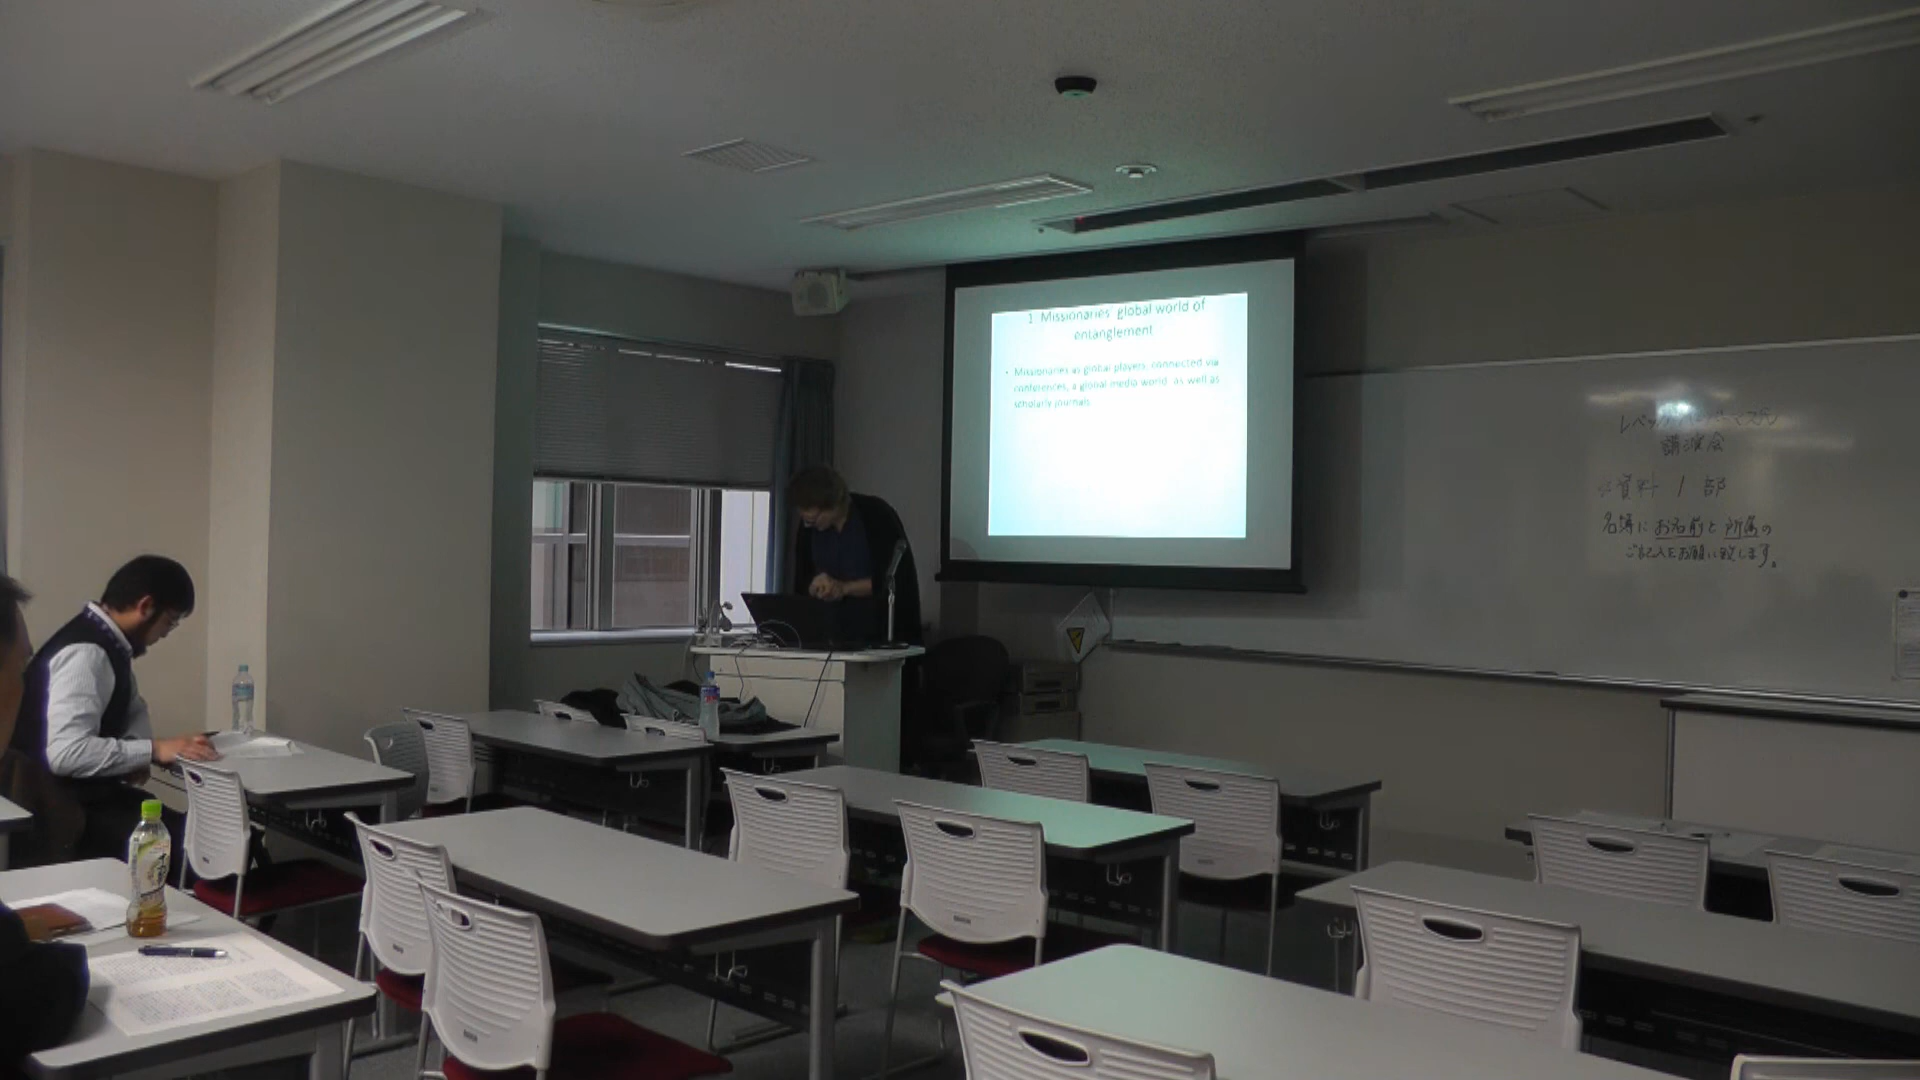 1. Missionaries' global world of
entanglement
• Missionaries as global players, connected via
conferences, a global media world, as well as
scholarly journals
講演会
資料 1 部
名簿に お名前と 所属の
ご記入をお願い致します。